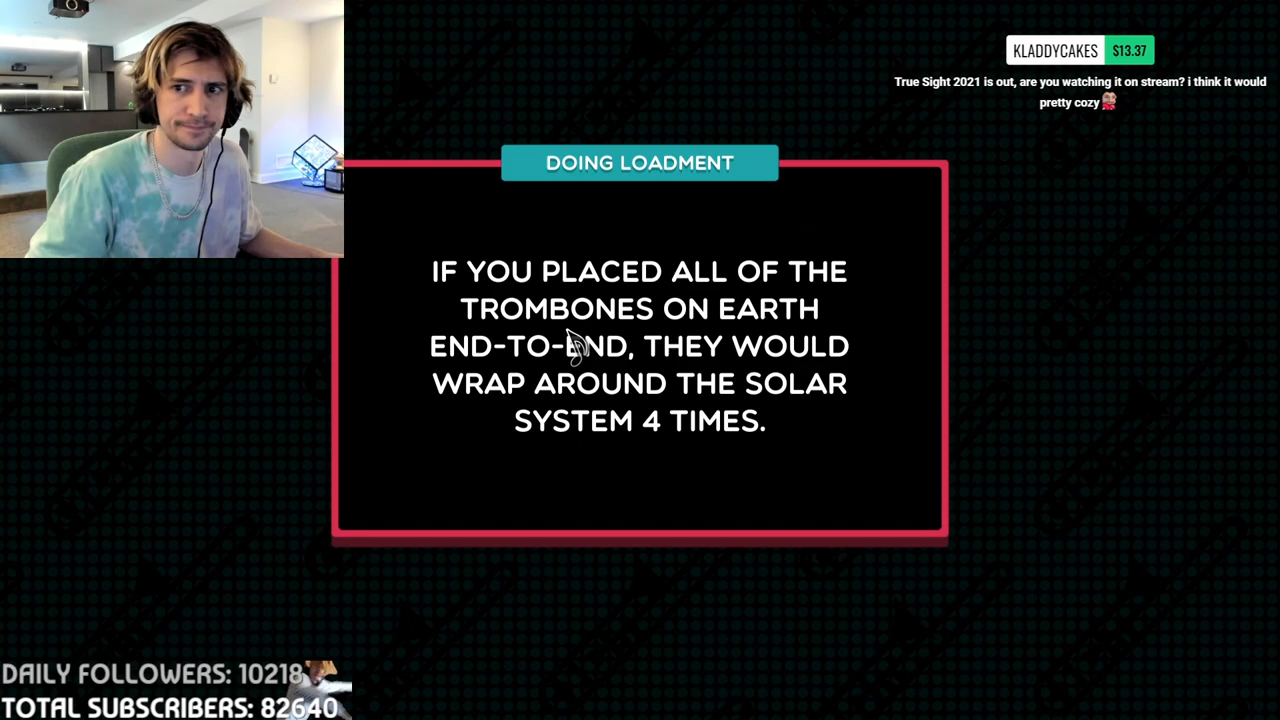 KLADDYCAKES $13.37
True Sight 2021 is out, are you watching it on stream? i think it would
pretty cozy
DOING LOADMENT
IF YOU PLACED ALL OF THE
TROMBONES ON EARTH
END-TO-END, THEY WOULD
WRAP AROUND THE SOLAR
SYSTEM 4 TIMES.
DAILY FOLLOWERS: 10218
TOTAL SUBSCRIBERS: 82640